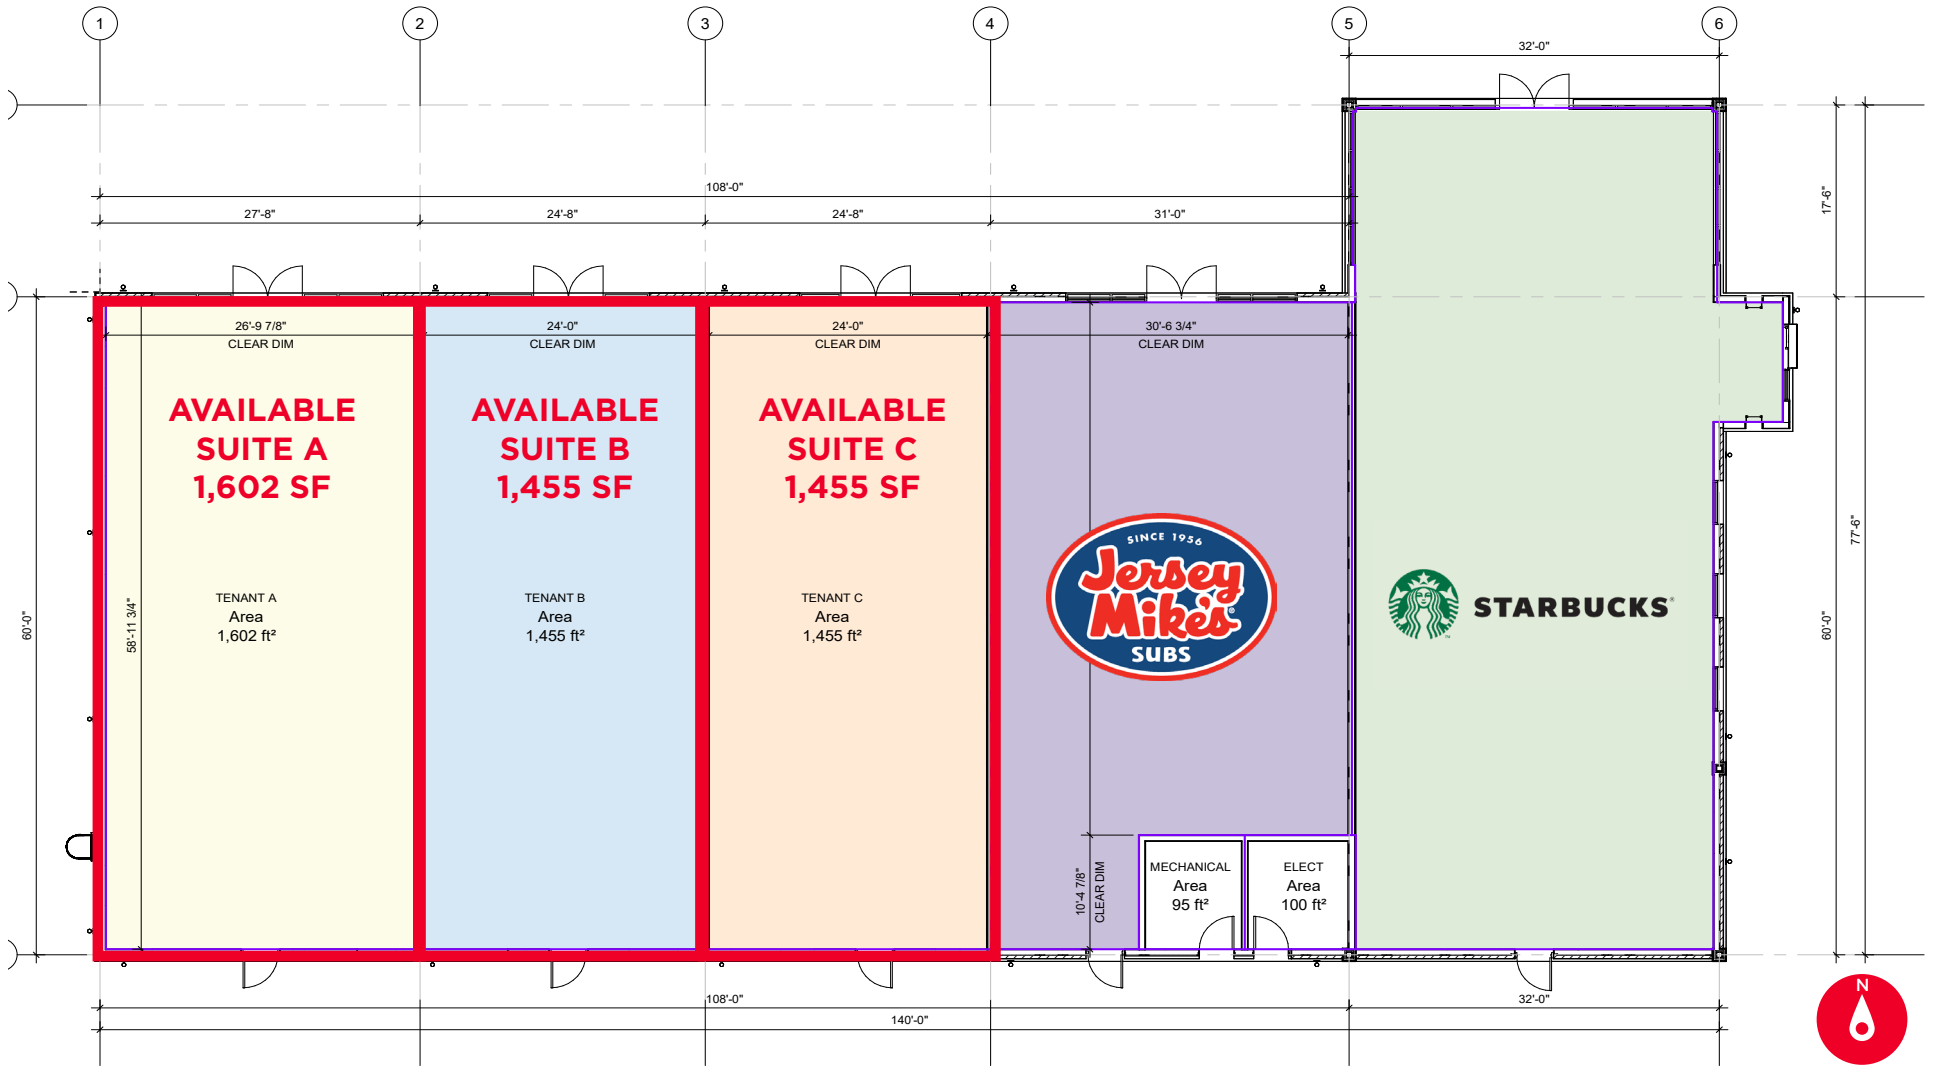 1
2
3
4
5
6
32'-0"
108'-0"
27'-8"
24'-8"
24'-8"
31'-0"
17'-6"
26'-9 7/8"
CLEAR DIM
24'-0"
CLEAR DIM
24'-0"
CLEAR DIM
30'-6 3/4"
CLEAR DIM
AVAILABLE
SUITE A
1,602 SF
AVAILABLE
SUITE B
1,455 SF
AVAILABLE
SUITE C
1,455 SF
SINCE 1956
Jersey
Mike's®
SUBS
STARBUCKS®
TM
77'-6"
60'-0"
60'-0"
58'-11 3/4"
TENANT A
Area
1,602 ft²
TENANT B
Area
1,455 ft²
TENANT C
Area
1,455 ft²
10'-4 7/8"
CLEAR DIM
MECHANICAL
Area
95 ft²
ELECT
Area
100 ft²
108'-0"
32'-0"
140'-0"
N